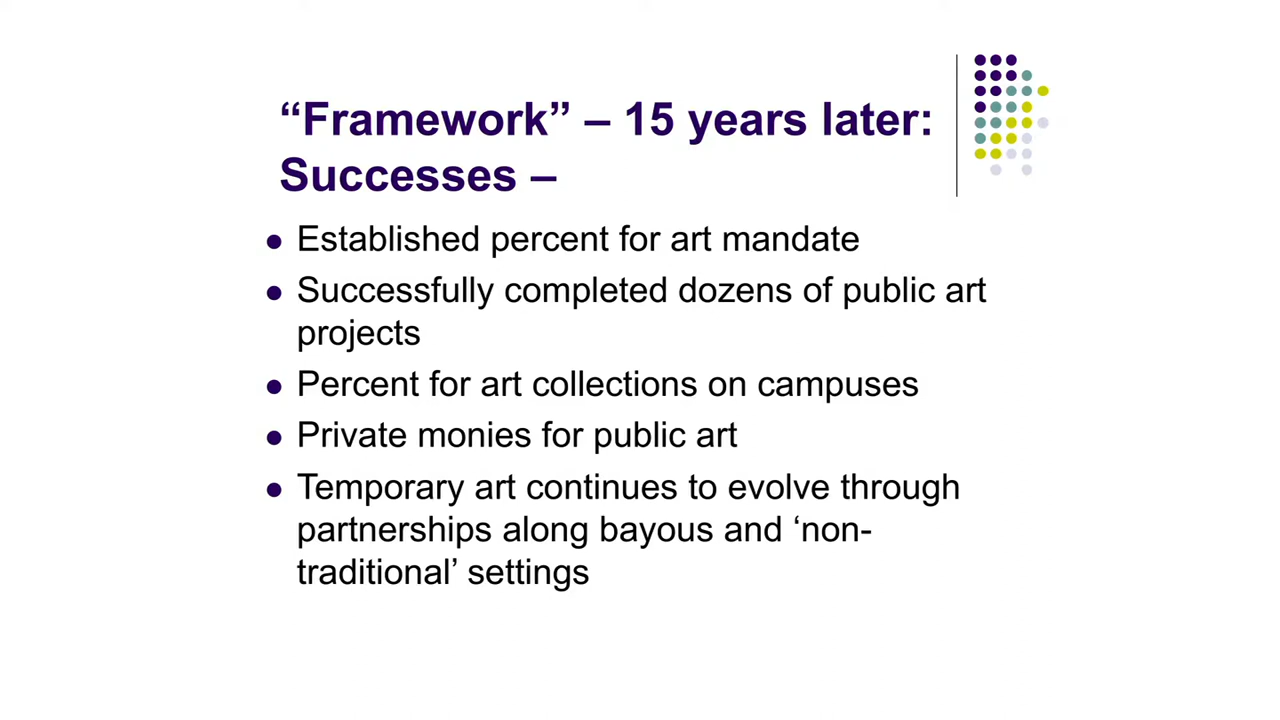 “Framework” – 15 years later:
Successes –
● Established percent for art mandate
● Successfully completed dozens of public art
projects
● Percent for art collections on campuses
● Private monies for public art
● Temporary art continues to evolve through
partnerships along bayous and ‘non-
traditional’ settings